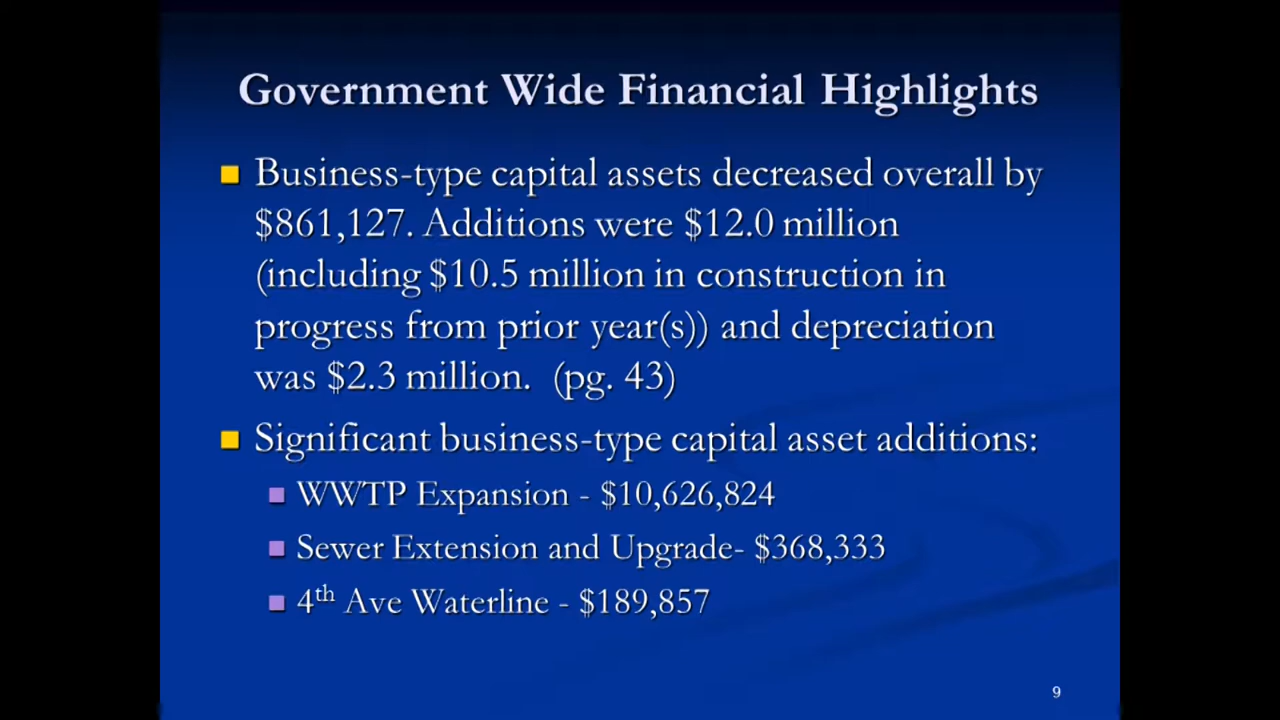 Government Wide Financial Highlights
Business-type capital assets decreased overall by
$861,127. Additions were $12.0 million
(including $10.5 million in construction in
progress from prior year(s)) and depreciation
was $2.3 million.  (pg. 43)
Significant business-type capital asset additions:
WWTP Expansion - $10,626,824
Sewer Extension and Upgrade- $368,333
4th Ave Waterline - $189,857
9